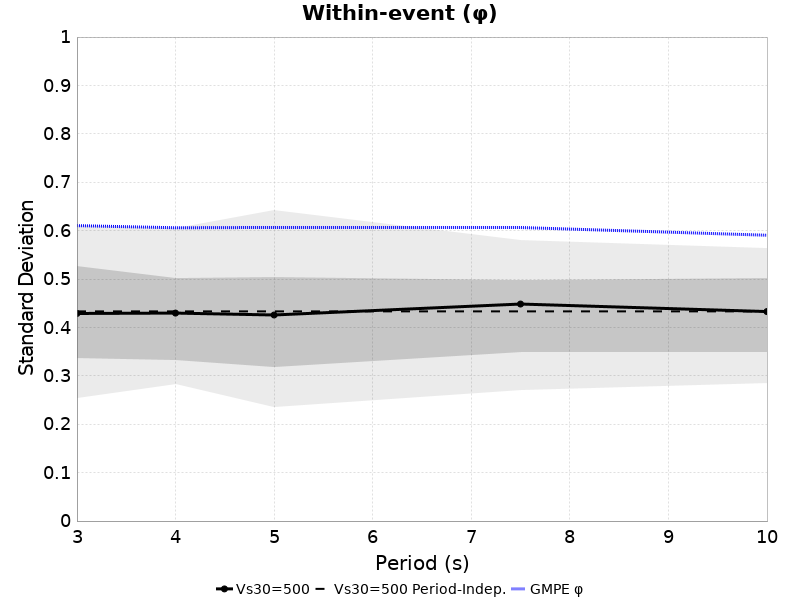 Within-event (φ)
1
0.9
0.8
0.7
0.6
0.5
0.4
0.3
0.2
0.1
0
Standard Deviation
3 4 5 6 7 8 9 10
Period (s)
Vs30=500 Vs30=500 Period-Indep. GMPE φ